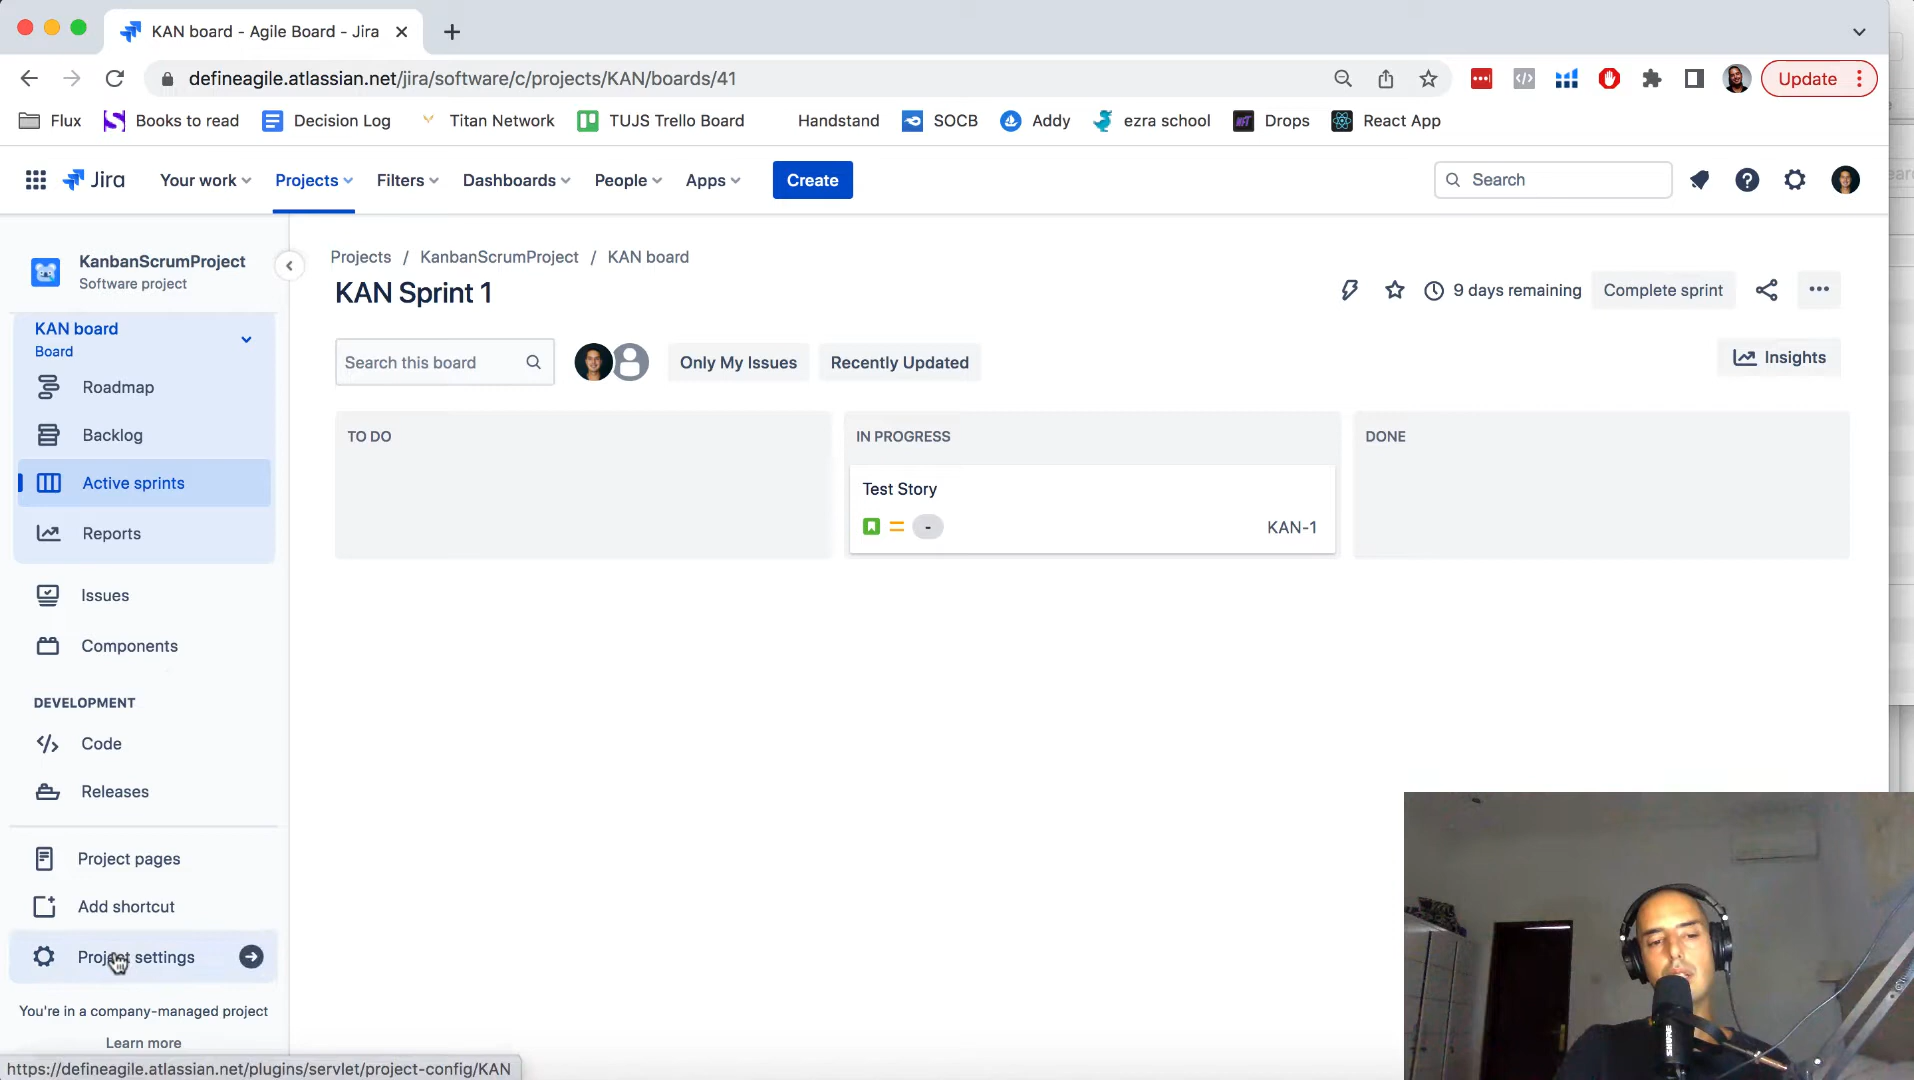 KAN board - Agile Board - Jira
defineagile.atlassian.net/jira/software/c/projects/KAN/boards/41
Update
Flux
Books to read
Decision Log
Titan Network
TUJS Trello Board
Handstand
SOCB
Addy
ezra school
Drops
React App
Jira
Your work
Projects
Filters
Dashboards
People
Apps
Create
Search
KanbanScrumProject
Software project
KAN board
Board
Roadmap
Backlog
Active sprints
Reports
Issues
Components
DEVELOPMENT
Code
Releases
Project pages
Add shortcut
Project settings
You're in a company-managed project
Learn more
https://defineagile.atlassian.net/plugins/servlet/project-config/KAN
Projects / KanbanScrumProject / KAN board
KAN Sprint 1
9 days remaining
Complete sprint
Search this board
Only My Issues
Recently Updated
Insights
TO DO
IN PROGRESS
DONE
Test Story
-
KAN-1
SHURE